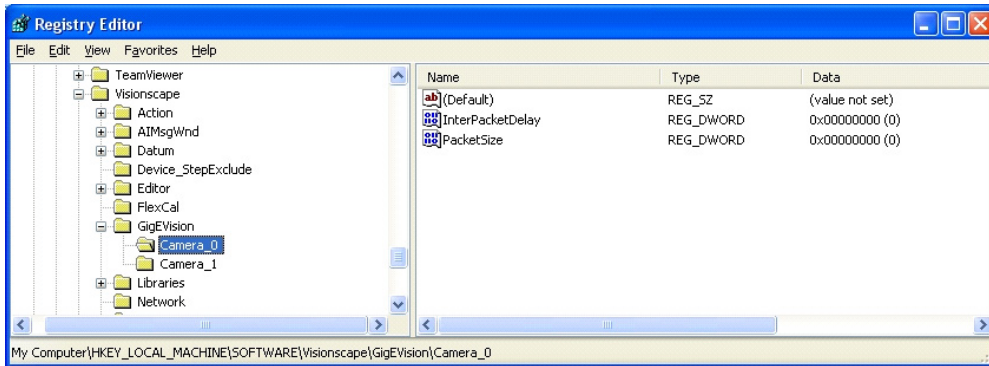 Registry Editor
File Edit View Favorites Help
TeamViewer
Visionscape
Action
AIMsgWnd
Datum
Device_StepExclude
Editor
FlexCal
GigEVision
Camera_0
Camera_1
Libraries
Network
Name Type Data
(Default) REG_SZ (value not set)
InterPacketDelay REG_DWORD 0x00000000 (0)
PacketSize REG_DWORD 0x00000000 (0)
My Computer\HKEY_LOCAL_MACHINE\SOFTWARE\Visionscape\GigEVision\Camera_0